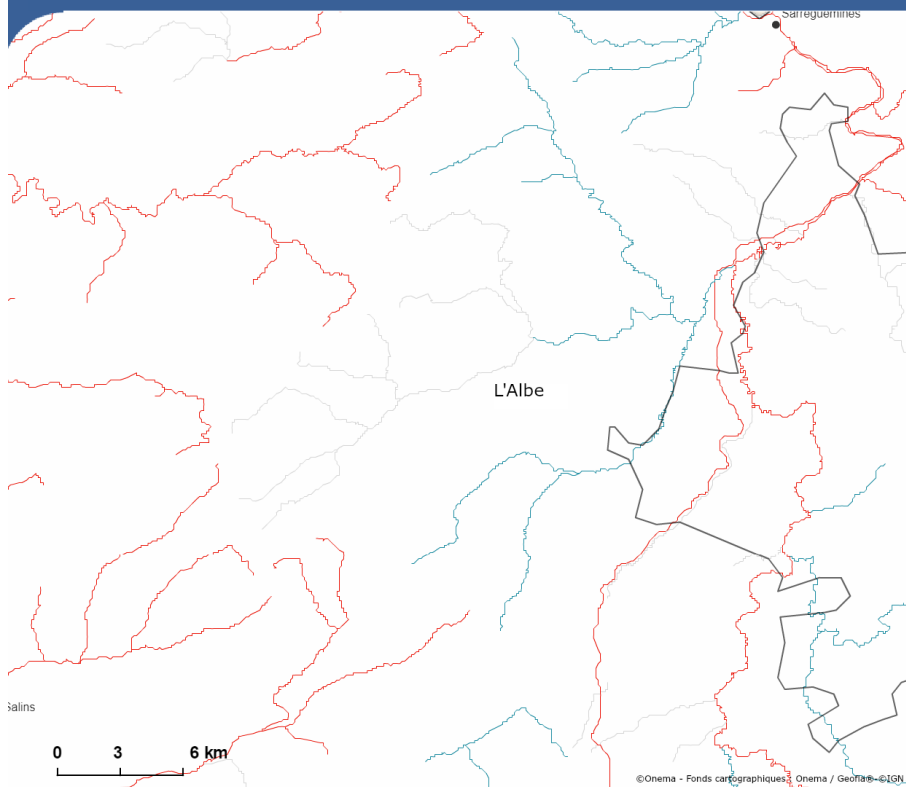 Sarreguemines
L'Albe
Salins
0 3 6 km
©Onema - Fonds cartographiques : Onema / Geofla®-©IGN